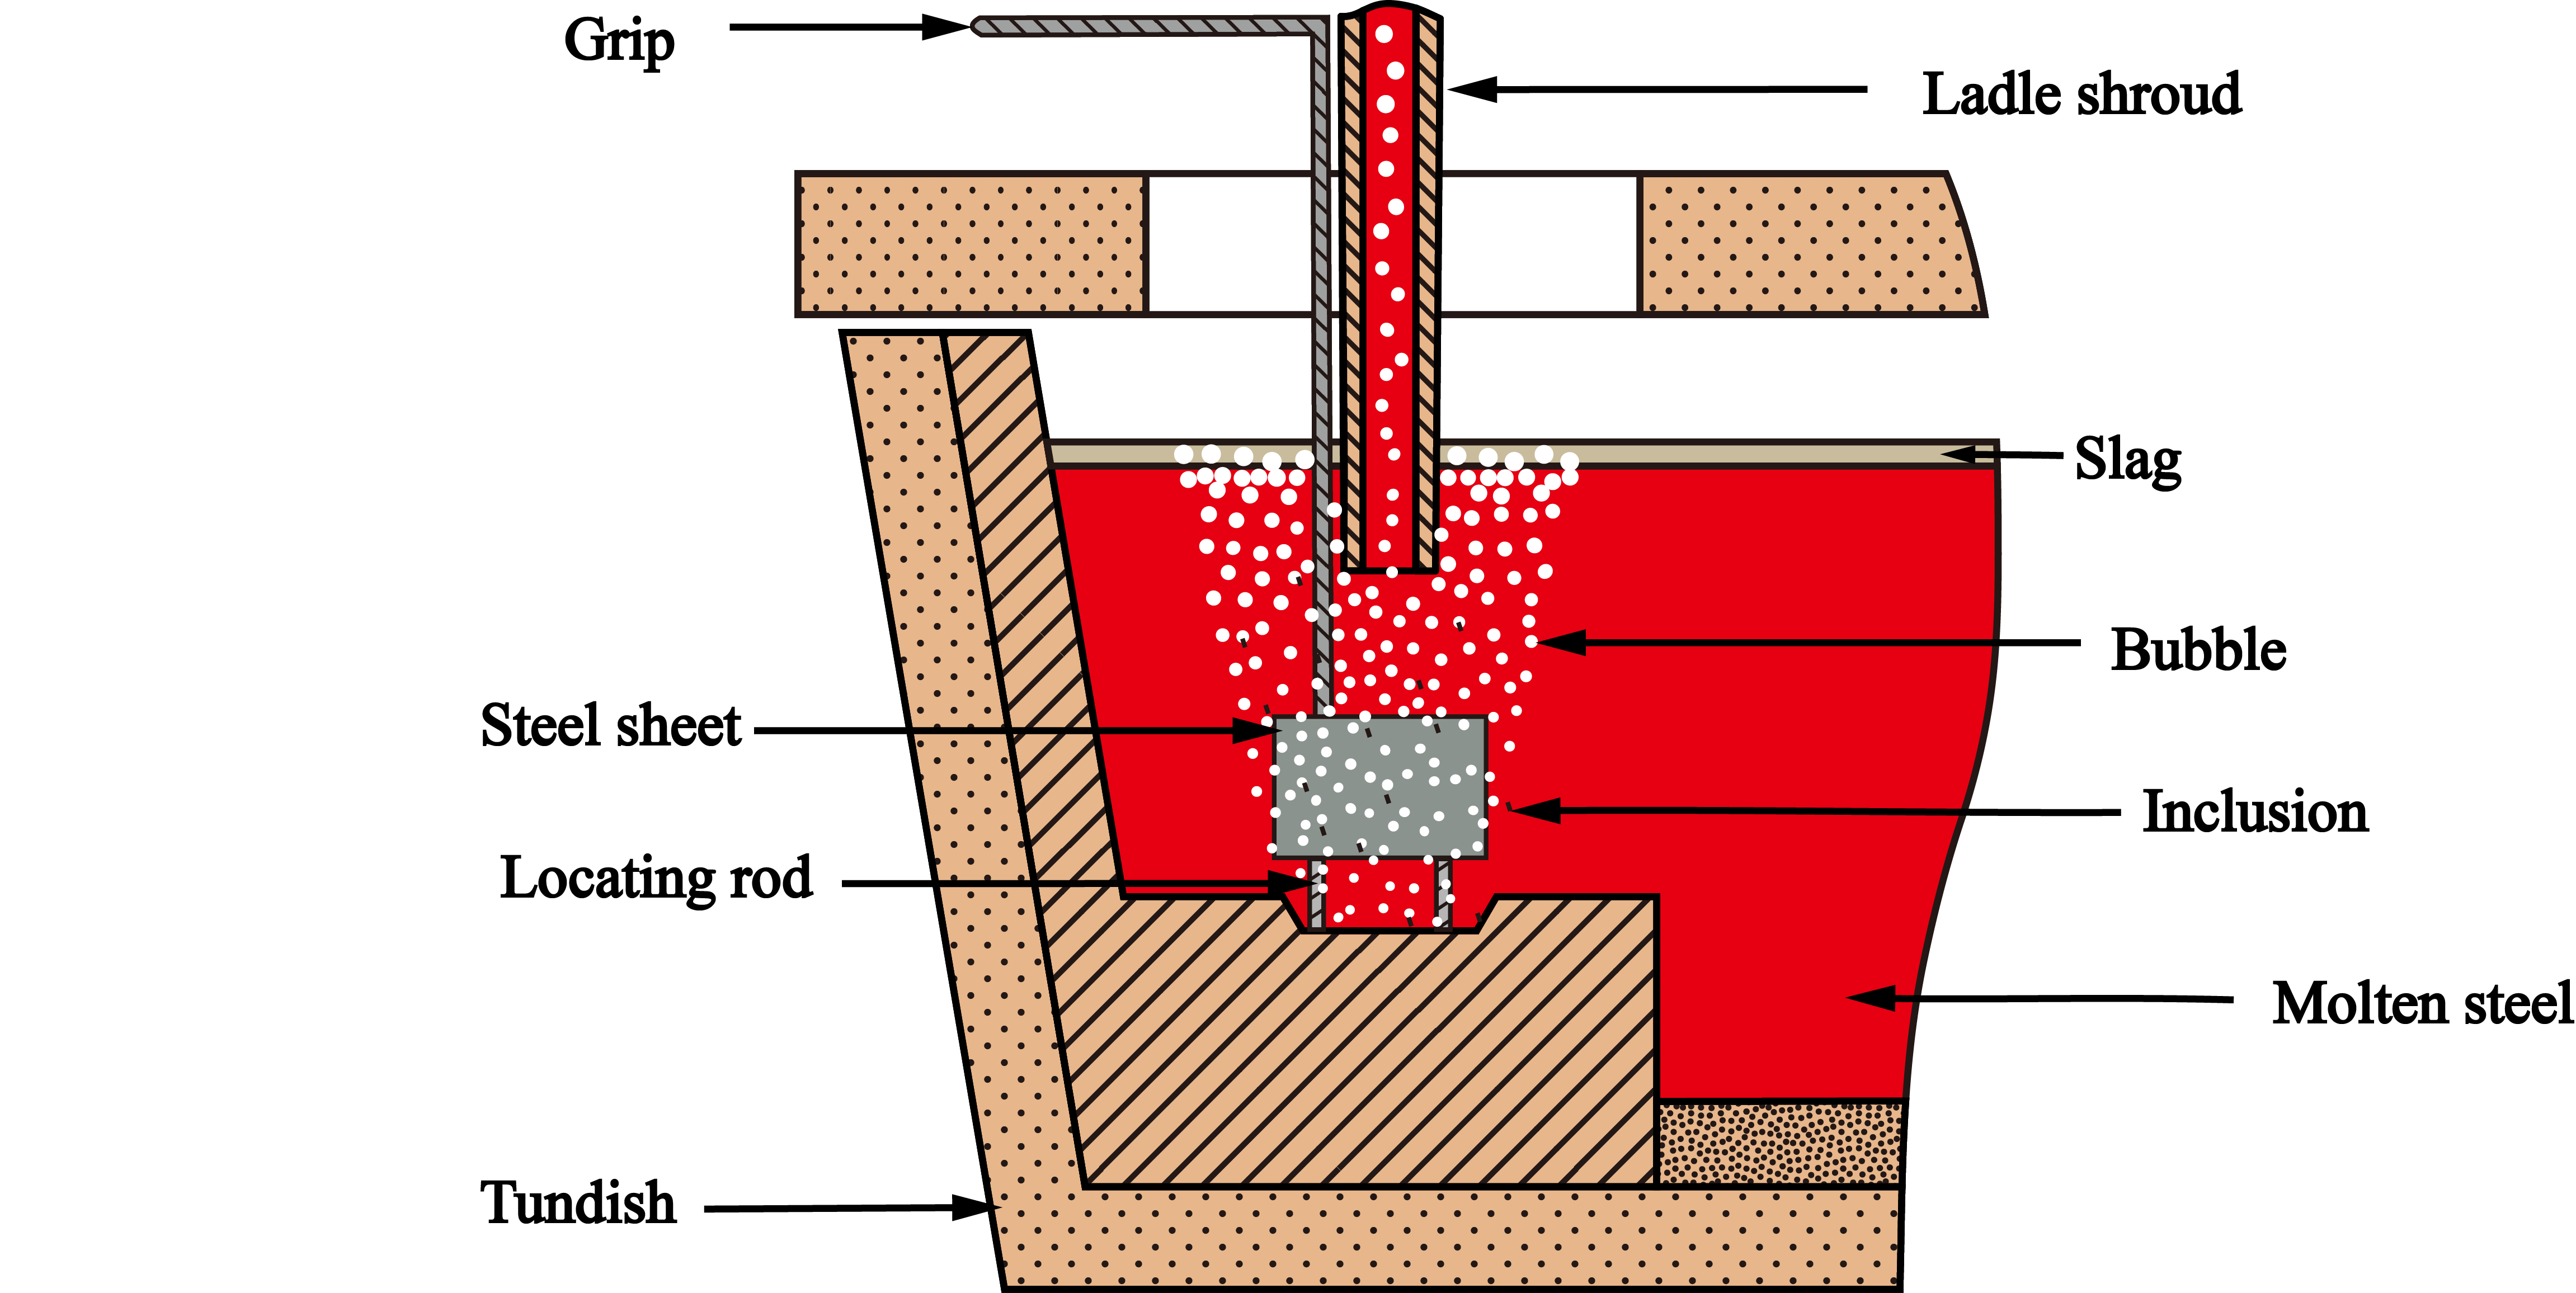 Grip
Ladle shroud
Slag
Bubble
Steel sheet
Inclusion
Locating rod
Molten steel
Tundish